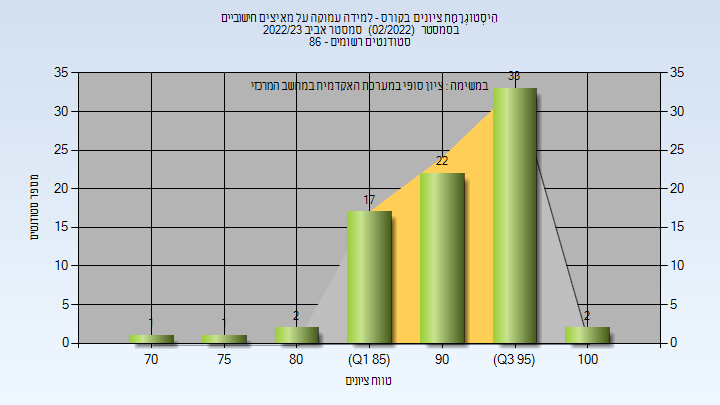 היסטוגרמת ציונים בקורס - למידה עמוקה על מאיצים חישוביים
בסמסטר (02/2022) סמסטר אביב 2022/23
סטודנטים רשומים - 86
במשימה : ציון סופי במערכת האקדמית במחשב המרכזי
35 35
30 30
25 25
20 20
15 15
10 10
5 5
0 0
1 1 2 17 22 33 2
70 75 80 (Q1 85) 90 (Q3 95) 100
מספר סטודנטים
טווח ציונים